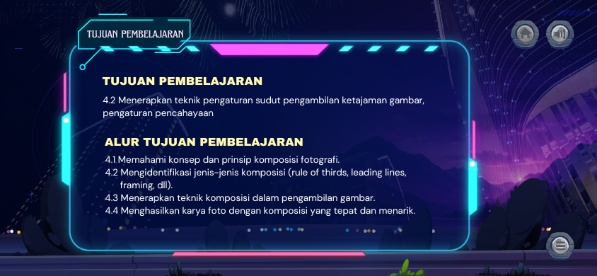 TUJUAN PEMBELAJARAN
TUJUAN PEMBELAJARAN
4.2 Menerapkan teknik pengaturan sudut pengambilan ketajaman gambar,
pengaturan pencahayaan
ALUR TUJUAN PEMBELAJARAN
4.1 Memahami konsep dan prinsip komposisi fotografi.
4.2 Mengidentifikasi jenis-jenis komposisi (rule of thirds, leading lines,
framing, dll).
4.3 Menerapkan teknik komposisi dalam pengambilan gambar.
4.4 Menghasilkan karya foto dengan komposisi yang tepat dan menarik.